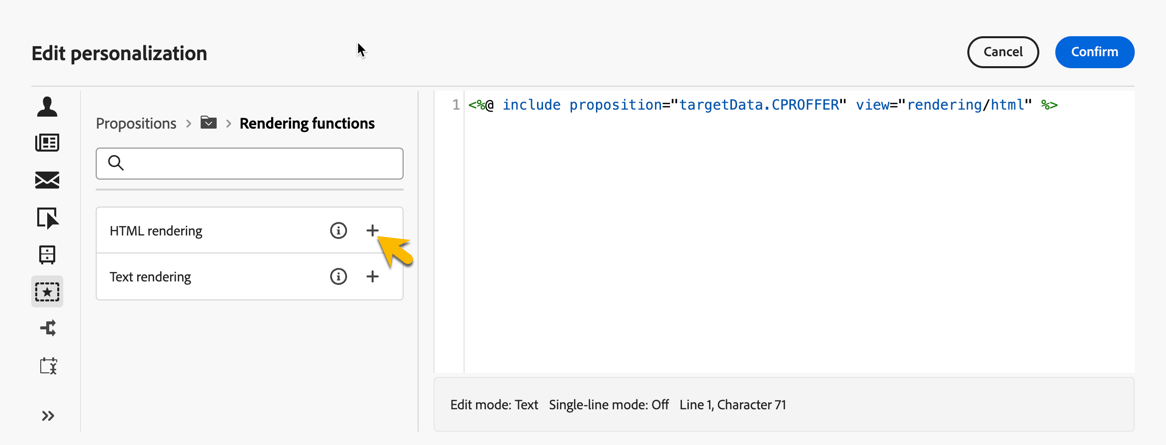 Edit personalization
Cancel
Confirm
Propositions > > Rendering functions
HTML rendering
Text rendering
1 <%@ include proposition="targetData.CPROFFER" view="rendering/html" %>
Edit mode: Text Single-line mode: Off Line 1, Character 71